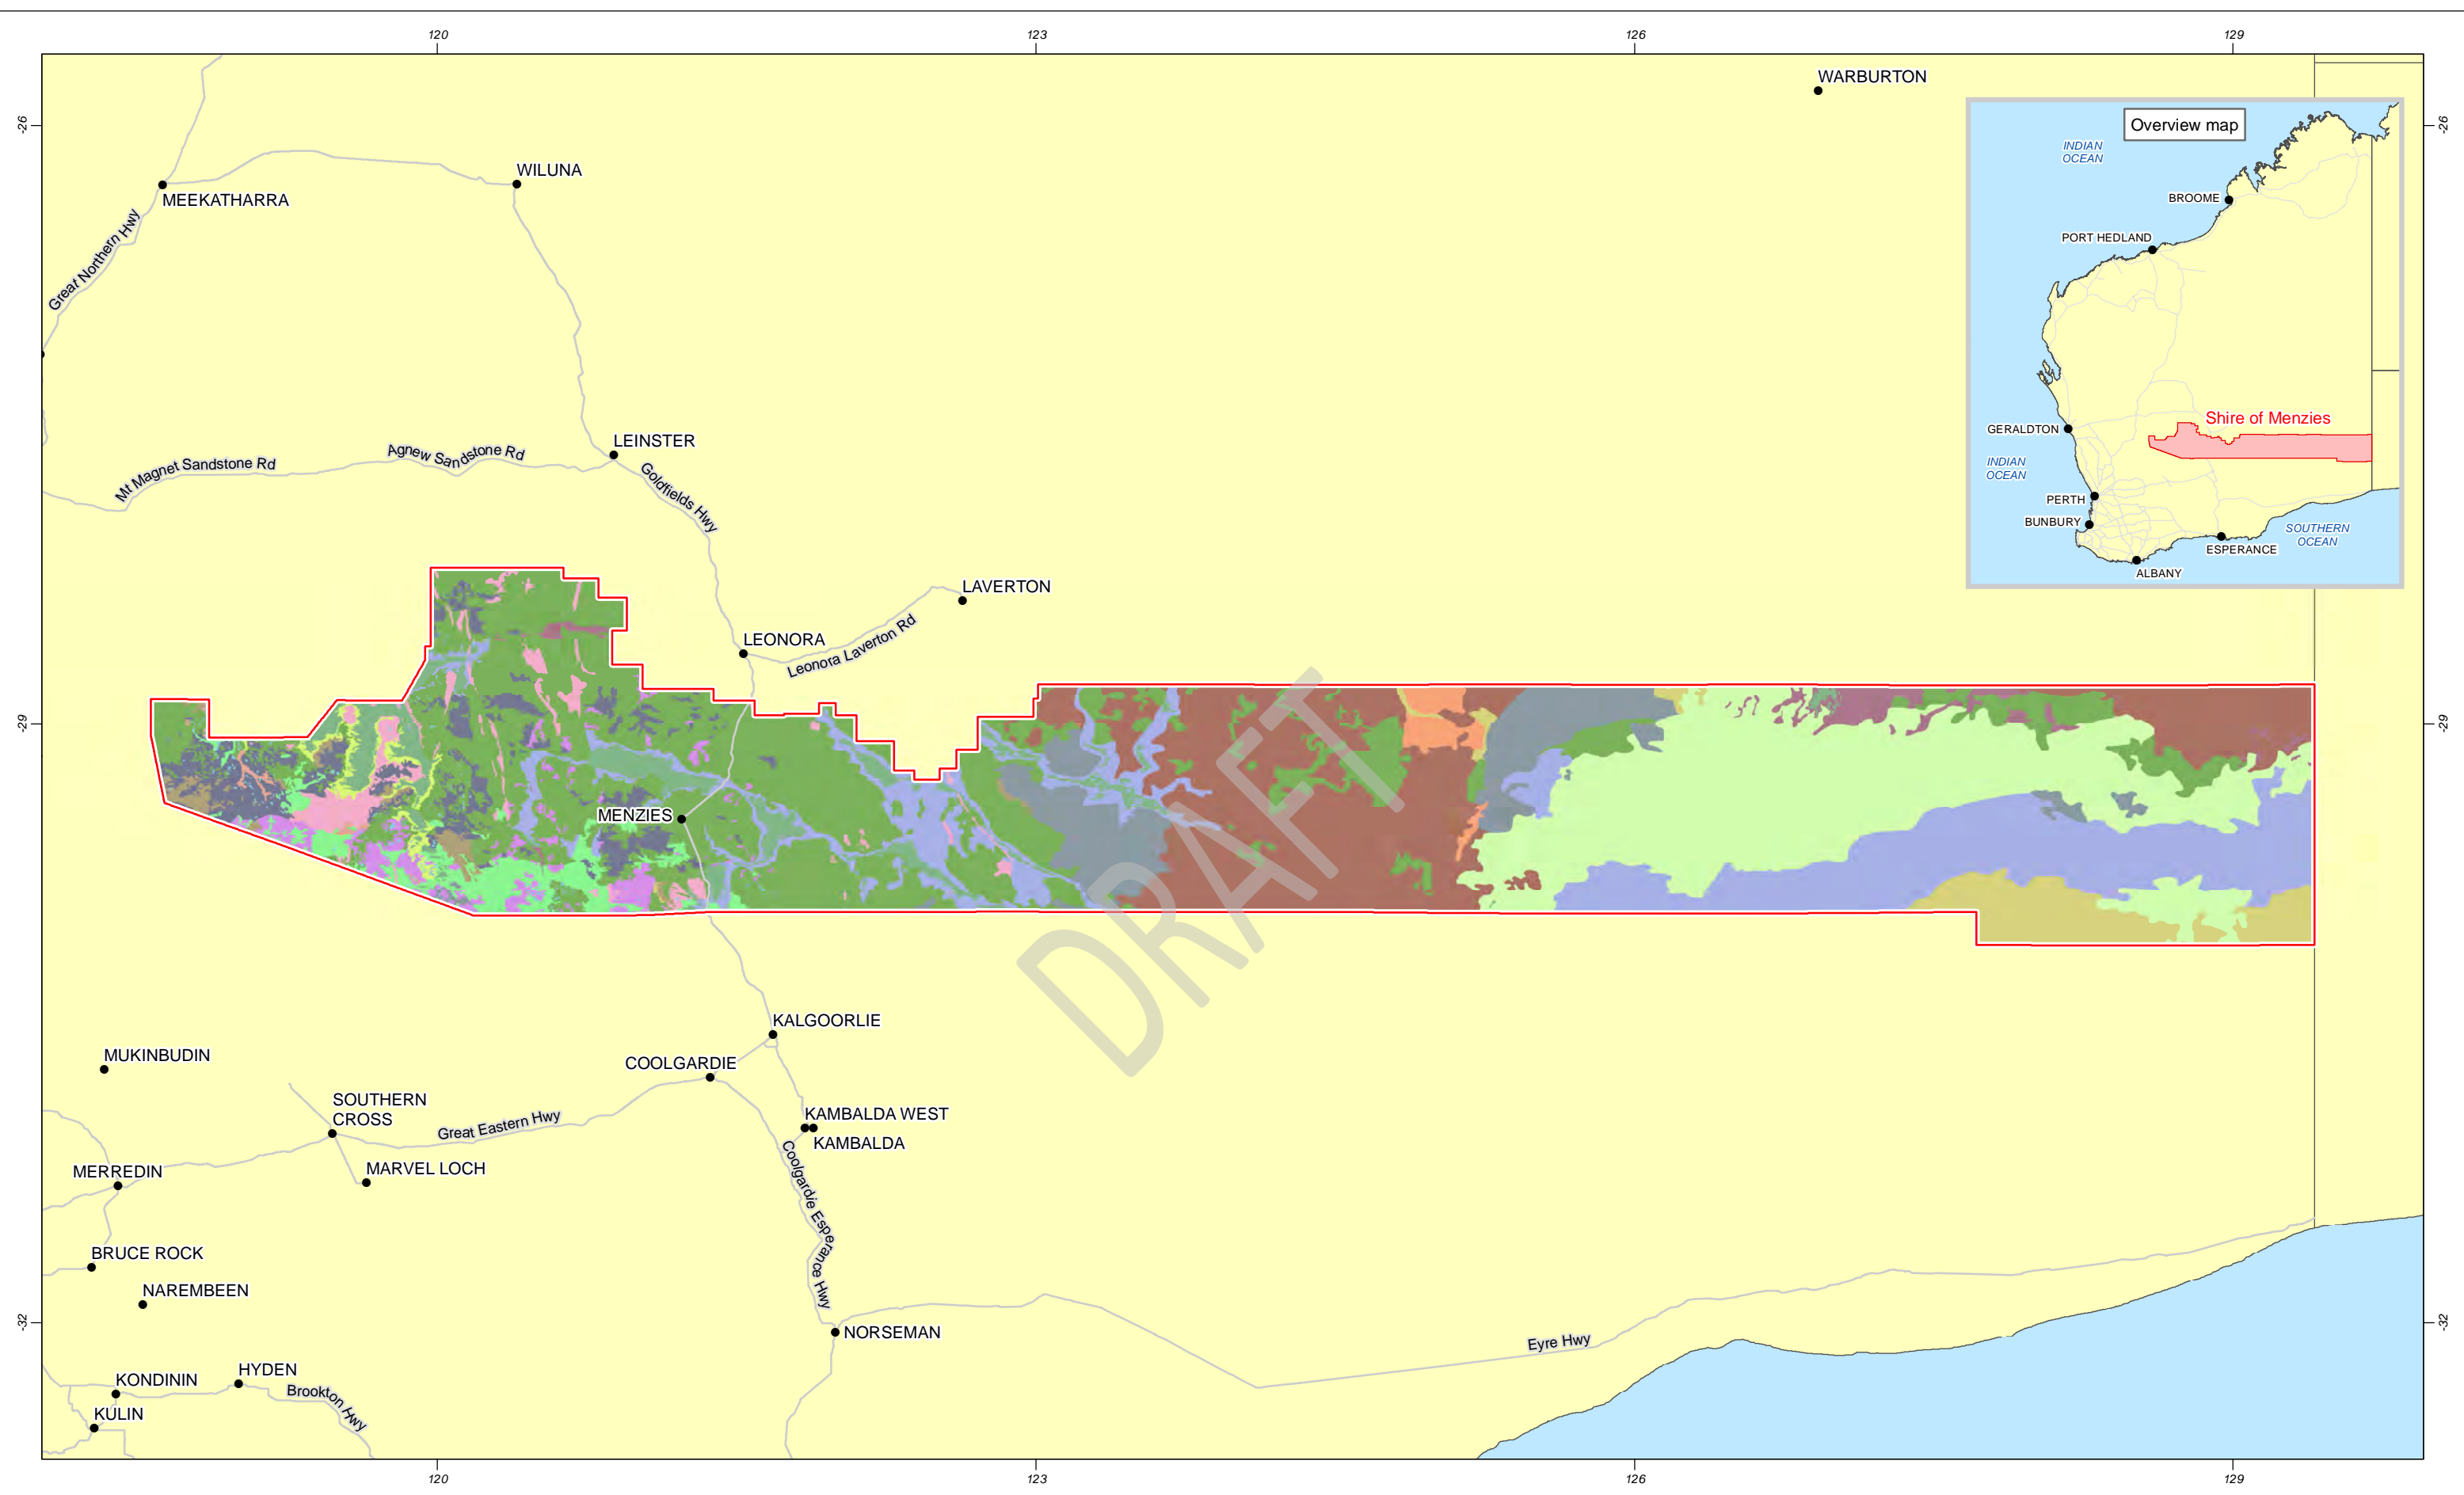 120
123
126
129
WARBURTON
-26
-26
Overview map
INDIAN
OCEAN
WILUNA
MEEKATHARRA
BROOME
Great Northern Hwy
PORT HEDLAND
Shire of Menzies
GERALDTON
LEINSTER
Agnew Sandstone Rd
Mt Magnet Sandstone Rd
Goldfields Hwy
INDIAN
OCEAN
PERTH
BUNBURY
SOUTHERN
OCEAN
ESPERANCE
ALBANY
LAVERTON
LEONORA
Leonora Laverton Rd
-29
-29
MENZIES
DRAFT
KALGOORLIE
MUKINBUDIN
COOLGARDIE
SOUTHERN
CROSS
Great Eastern Hwy
KAMBALDA WEST
KAMBALDA
MERREDIN
MARVEL LOCH
Coolgardie Esperance Hwy
BRUCE ROCK
NAREMBEEN
-32
-32
NORSEMAN
Eyre Hwy
HYDEN
KONDININ
Brookton Hwy
KULIN
120
123
126
129